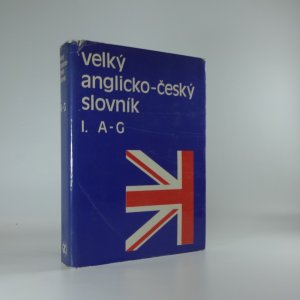 velký
anglicko-český
slovník
I. A-G
A-G